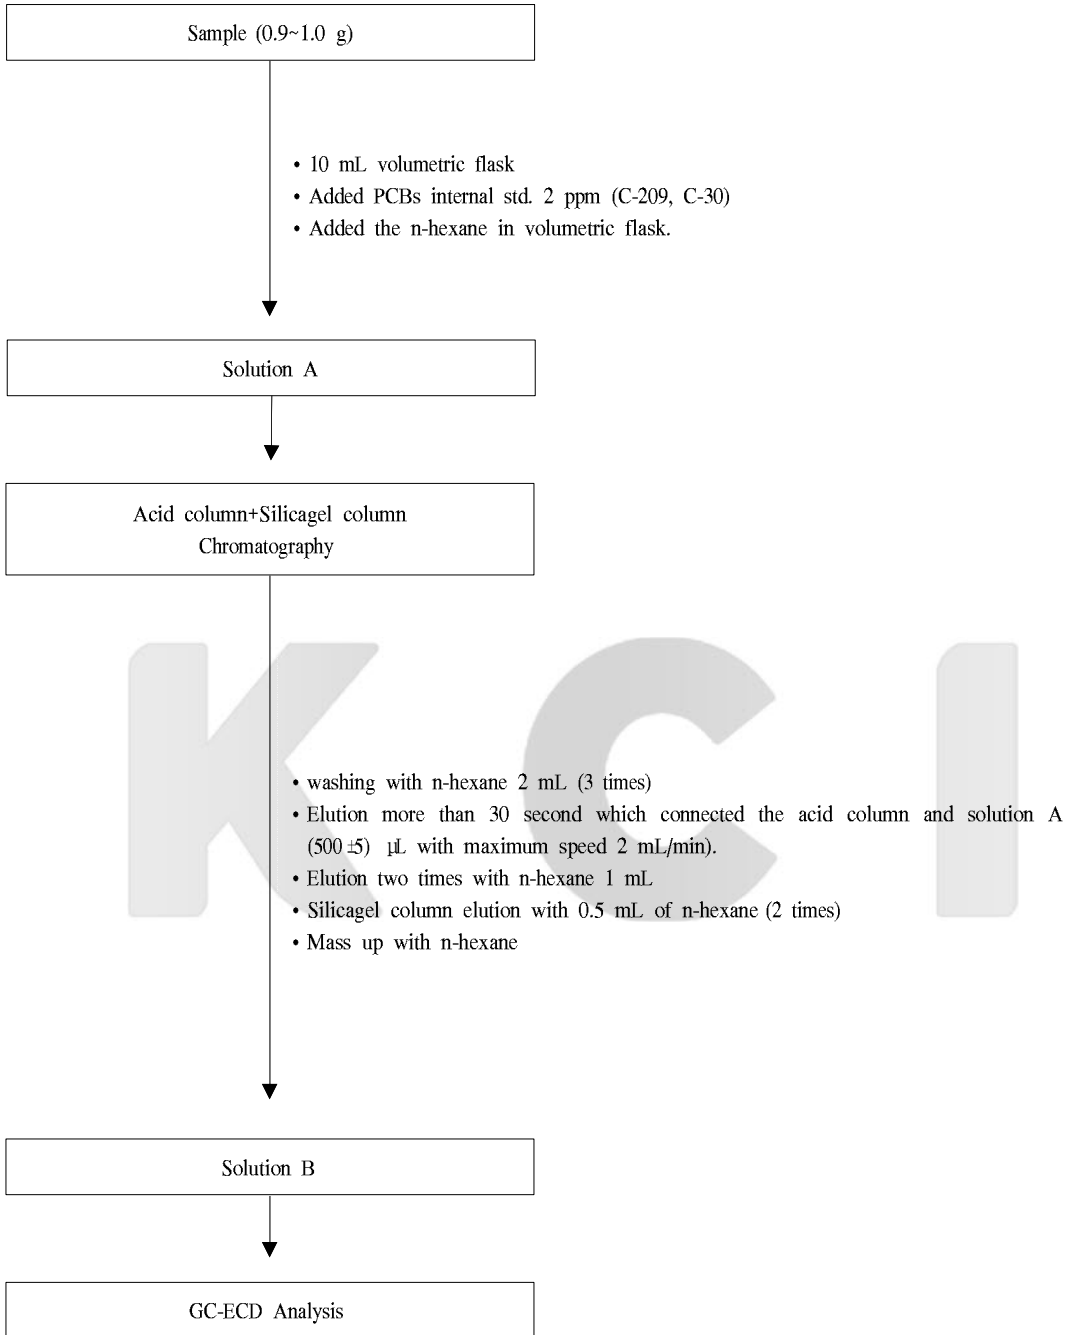 Sample (0.9~1.0 g)
• 10 mL volumetric flask
• Added PCBs internal std. 2 ppm (C-209, C-30)
• Added the n-hexane in volumetric flask.
Solution A
Acid column+Silicagel column
Chromatography
KCI
• washing with n-hexane 2 mL (3 times)
• Elution more than 30 second which connected the acid column and solution A
(500 ±5) μL with maximum speed 2 mL/min).
• Elution two times with n-hexane 1 mL
• Silicagel column elution with 0.5 mL of n-hexane (2 times)
• Mass up with n-hexane
Solution B
GC-ECD Analysis